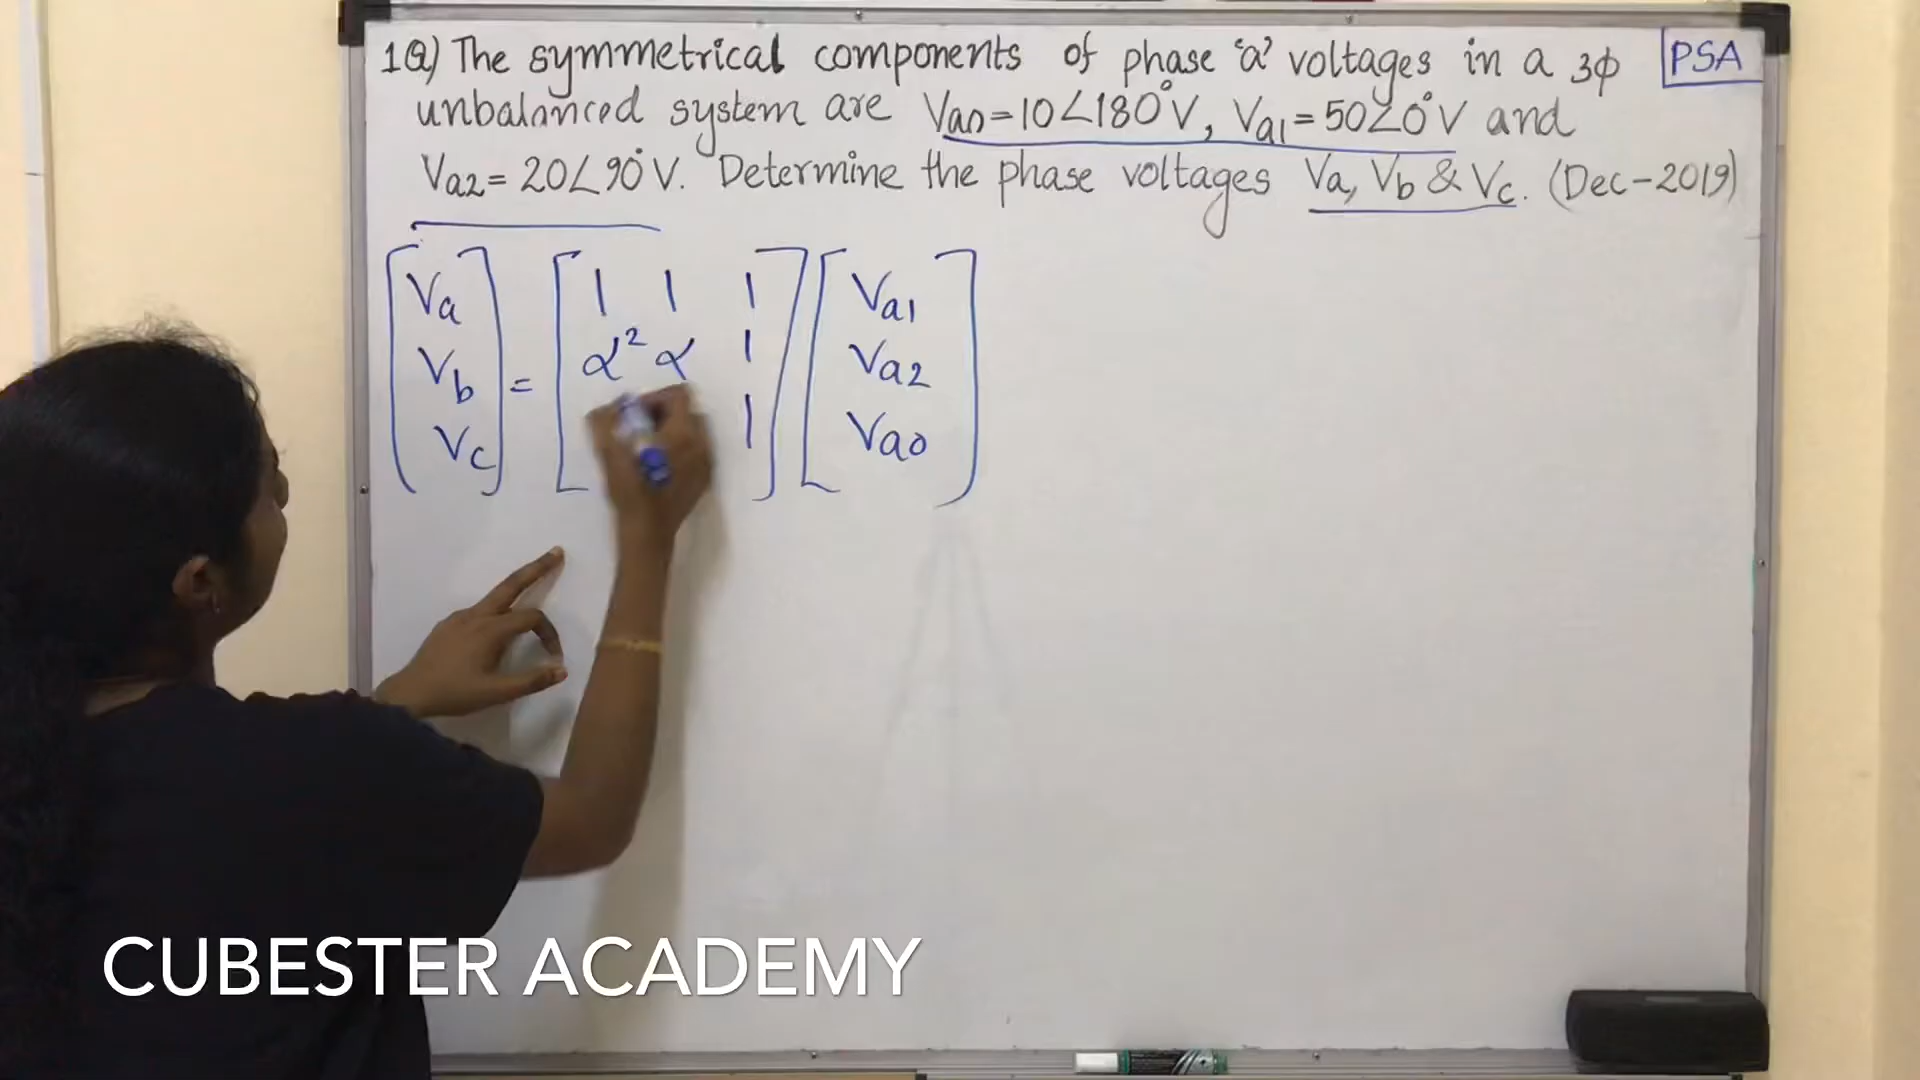 1Q) The symmetrical components of phase 'a' voltages in a 3ϕ PSA
unbalanced system are Va0=10∠180°V, Va1=50∠0°V and
Va2=20∠90°V. Determine the phase voltages Va, Vb & Vc. (Dec-2019)
Va 1 1 1 Va1
Vb = α² α 1 Va2
Vc 1 Va0
CUBESTER ACADEMY